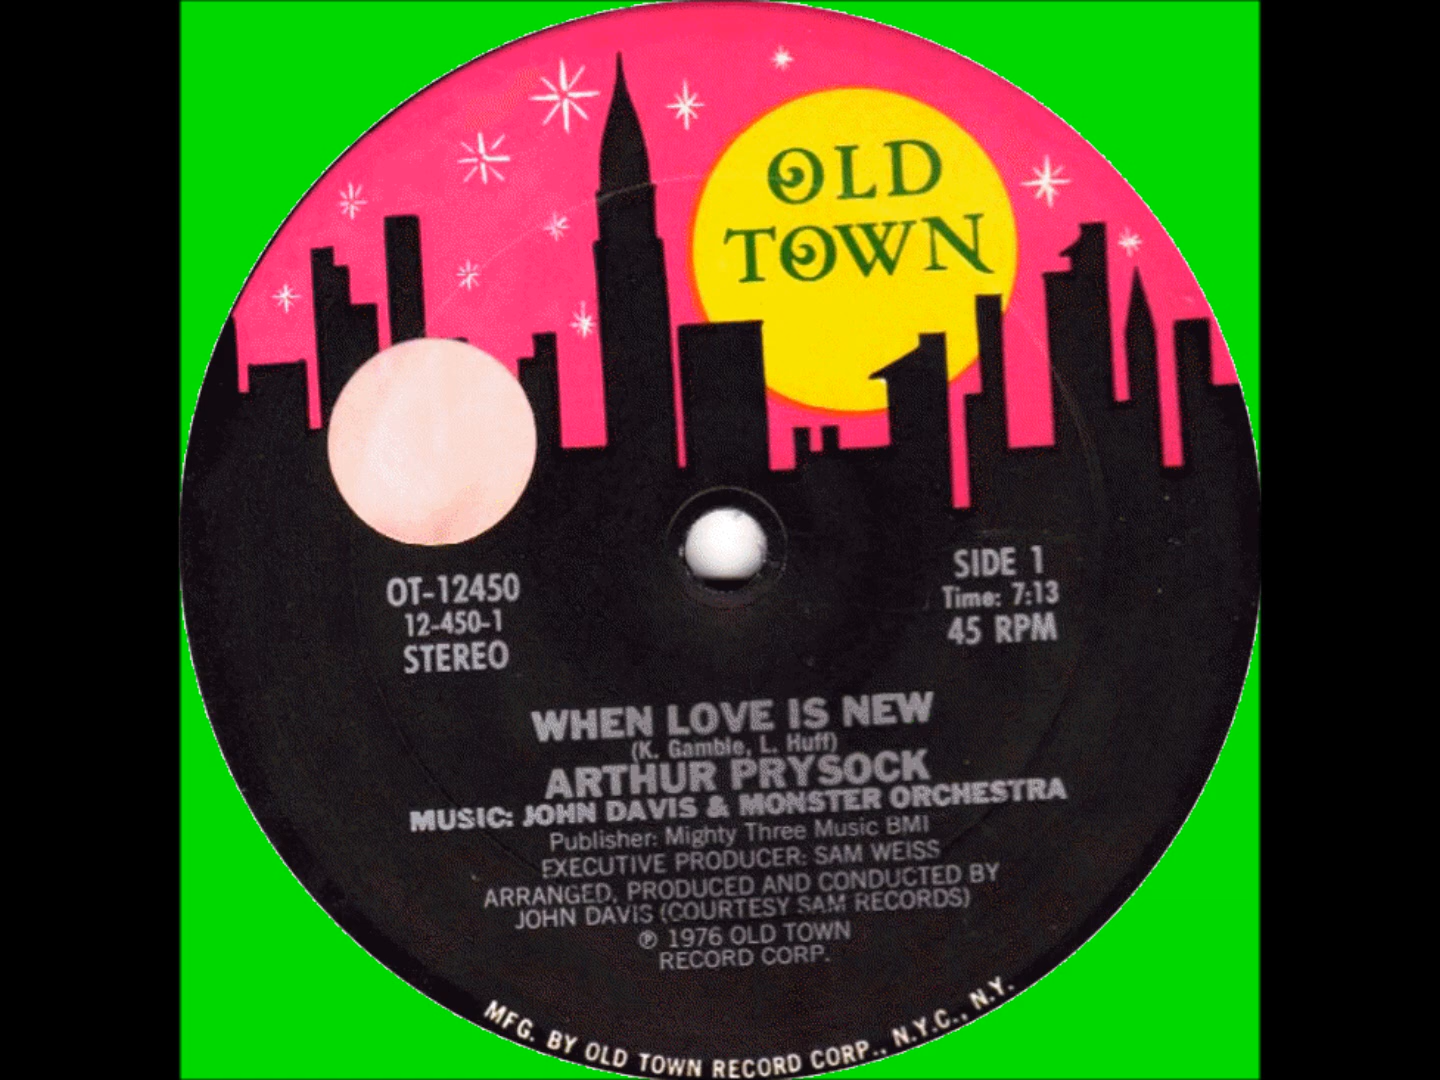 OLD
TOWN
OT-12450
12-450-1
STEREO
SIDE 1
Time: 7:13
45 RPM
WHEN LOVE IS NEW
(K. Gamble, L. Huff)
ARTHUR PRYSOCK
MUSIC: JOHN DAVIS & MONSTER ORCHESTRA
Publisher: Mighty Three Music BMI
EXECUTIVE PRODUCER: SAM WEISS
ARRANGED, PRODUCED AND CONDUCTED BY
JOHN DAVIS (COURTESY SAM RECORDS)
℗ 1976 OLD TOWN
RECORD CORP.
MFG. BY OLD TOWN RECORD CORP., N.Y.C., N.Y.